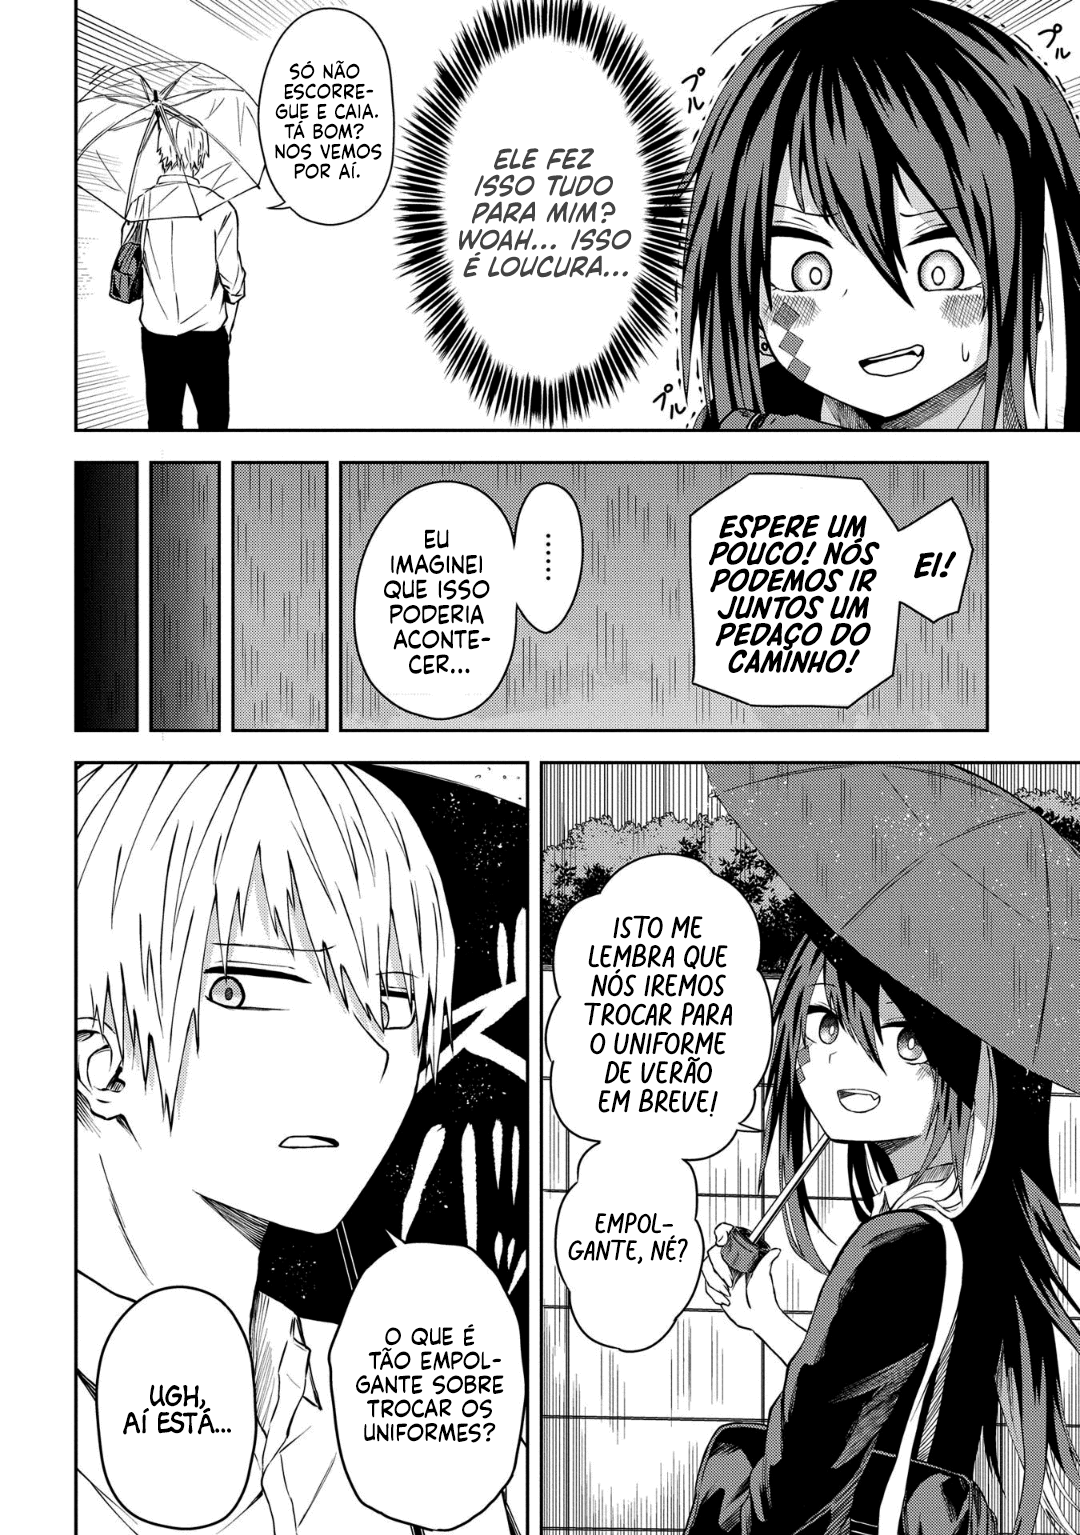 プル
プル
プル
ELE FEZ
ISSO TUDO
PARA MIM?
WOAH... ISSO
É LOUCURA...
SÓ NÃO
ESCORRE-
GUE E CAIA.
TÁ BOM?
NOS VEMOS
POR AÍ.
EI!
ESPERE UM
POUCO! NÓS
PODEMOS IR
JUNTOS UM
PEDAÇO DO
CAMINHO!
......
EU
IMAGINEI
QUE ISSO
PODERIA
ACONTE-
CER...
ISTO ME
LEMBRA QUE
NÓS IREMOS
TROCAR PARA
O UNIFORME
DE VERÃO
EM BREVE!
EMPOL-
GANTE, NÉ?
O QUE É
TÃO EMPOL-
GANTE SOBRE
TROCAR OS
UNIFORMES?
UGH,
AÍ ESTÁ...